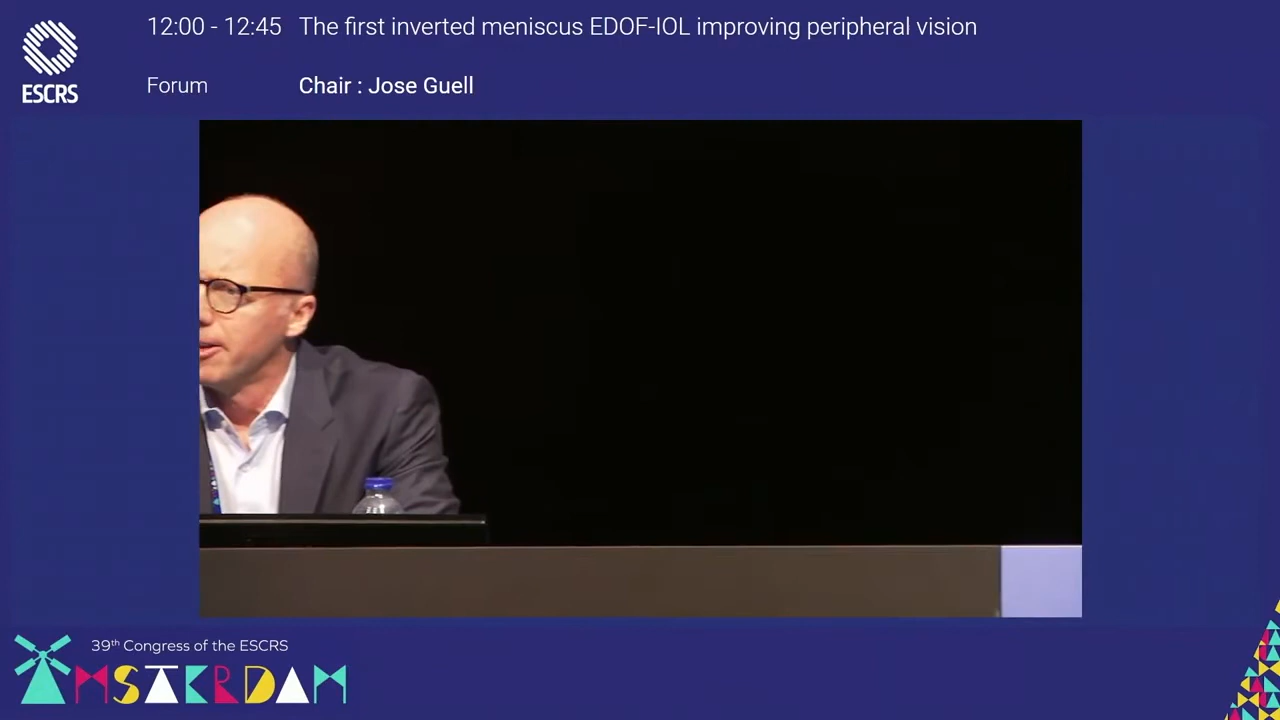 12:00 - 12:45 The first inverted meniscus EDOF-IOL improving peripheral vision
ESCRS
Forum Chair : Jose Guell
39th Congress of the ESCRS
AMSTERDAM